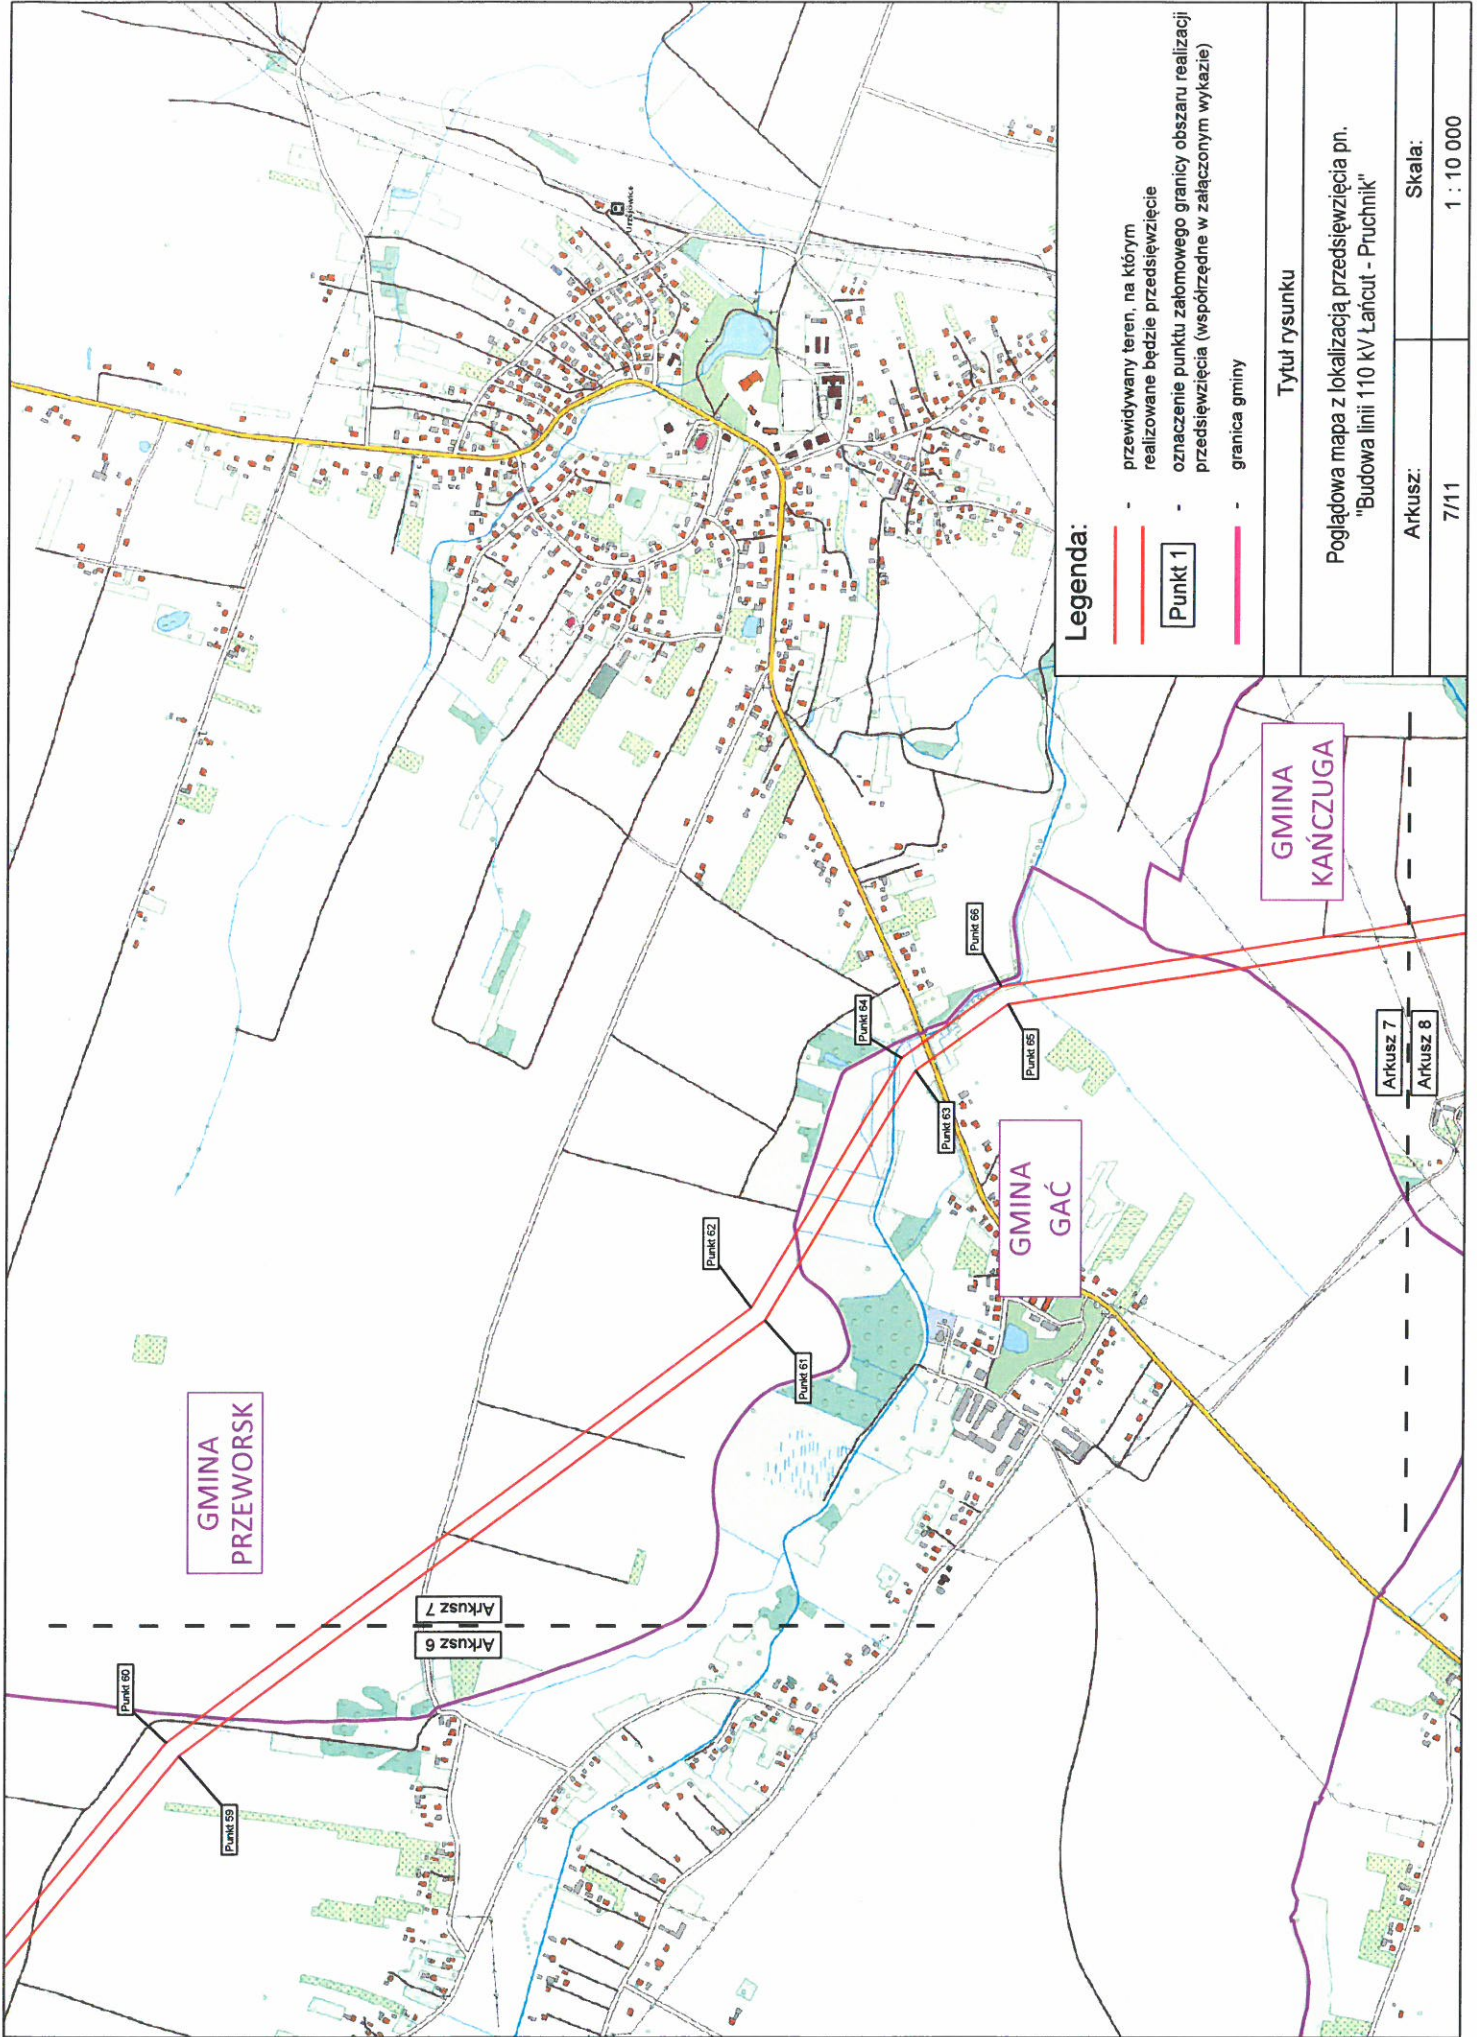 GMINA
PRZEWORSK
Punkt 60
Punkt 59
Arkusz 6
Arkusz 7
Punkt 62
Punkt 61
Punkt 64
Punkt 63
Punkt 66
Punkt 65
GMINA
GAĆ
GMINA
KAŃCZUGA
Arkusz 7
Arkusz 8
Urzejowice
Legenda:
- przewidywany teren, na którym
realizowane będzie przedsięwzięcie
Punkt 1 - oznaczenie punktu załomowego granicy obszaru realizacji
przedsięwzięcia (współrzędne w załączonym wykazie)
- granica gminy
Tytuł rysunku
Poglądowa mapa z lokalizacją przedsięwzięcia pn.
"Budowa linii 110 kV Łańcut - Pruchnik"
Arkusz: Skala:
7/11 1 : 10 000